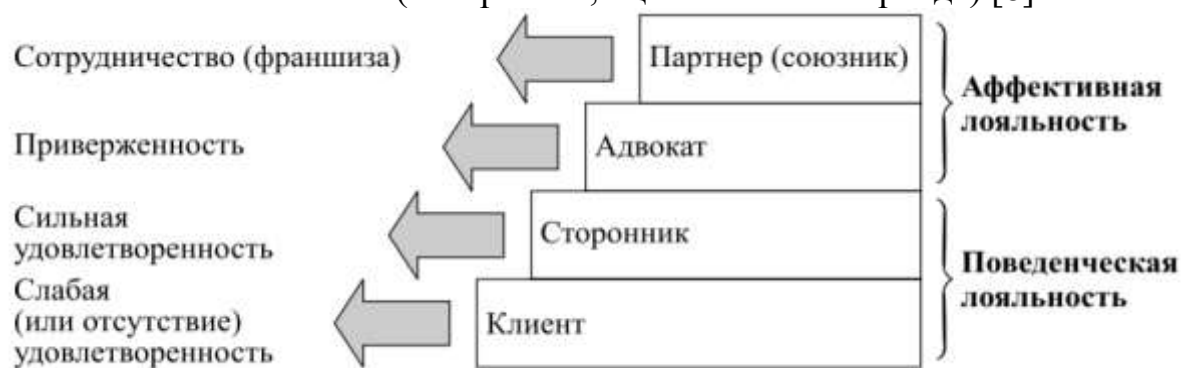 Сотрудничество (франшиза)
Партнер (союзник)
Аффективная
лояльность
Приверженность
Адвокат
Сильная
удовлетворенность
Сторонник
Поведенческая
лояльность
Слабая
(или отсутствие)
удовлетворенность
Клиент